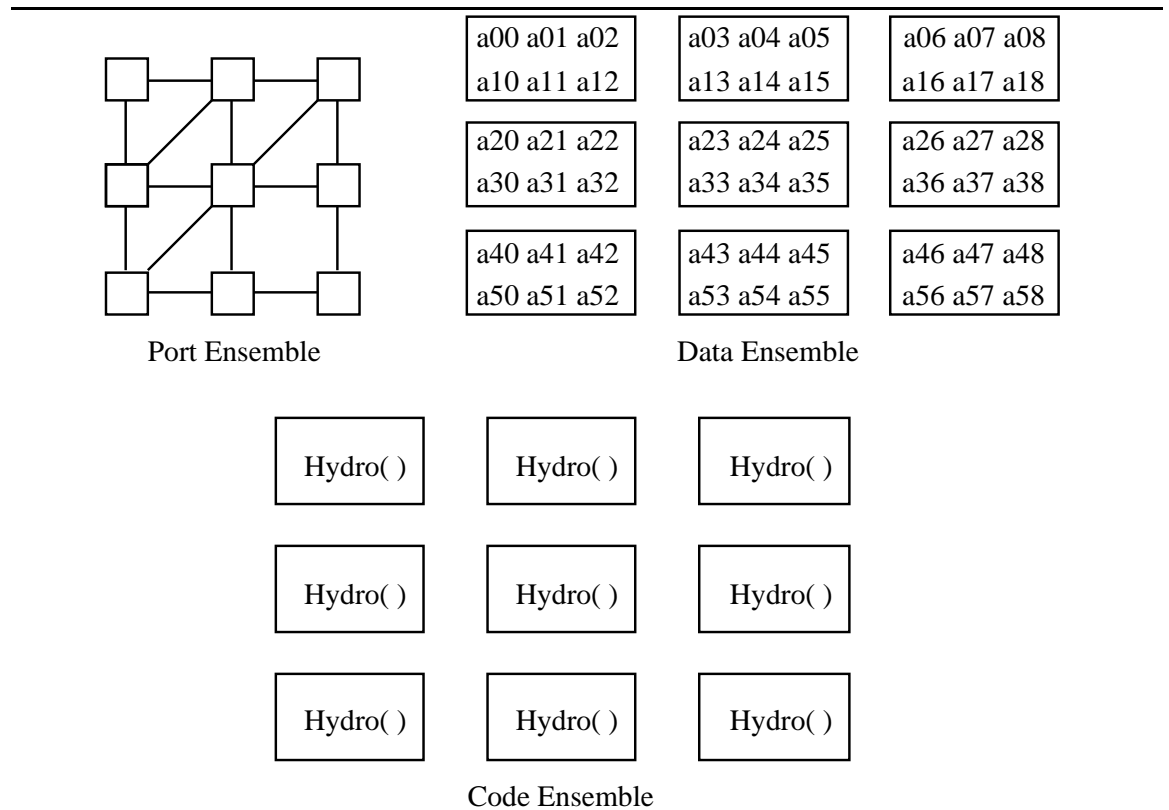 a00 a01 a02 a03 a04 a05 a06 a07 a08
a10 a11 a12 a13 a14 a15 a16 a17 a18
a20 a21 a22 a23 a24 a25 a26 a27 a28
a30 a31 a32 a33 a34 a35 a36 a37 a38
a40 a41 a42 a43 a44 a45 a46 a47 a48
a50 a51 a52 a53 a54 a55 a56 a57 a58
Port Ensemble Data Ensemble
Hydro( ) Hydro( ) Hydro( )
Hydro( ) Hydro( ) Hydro( )
Hydro( ) Hydro( ) Hydro( )
Code Ensemble